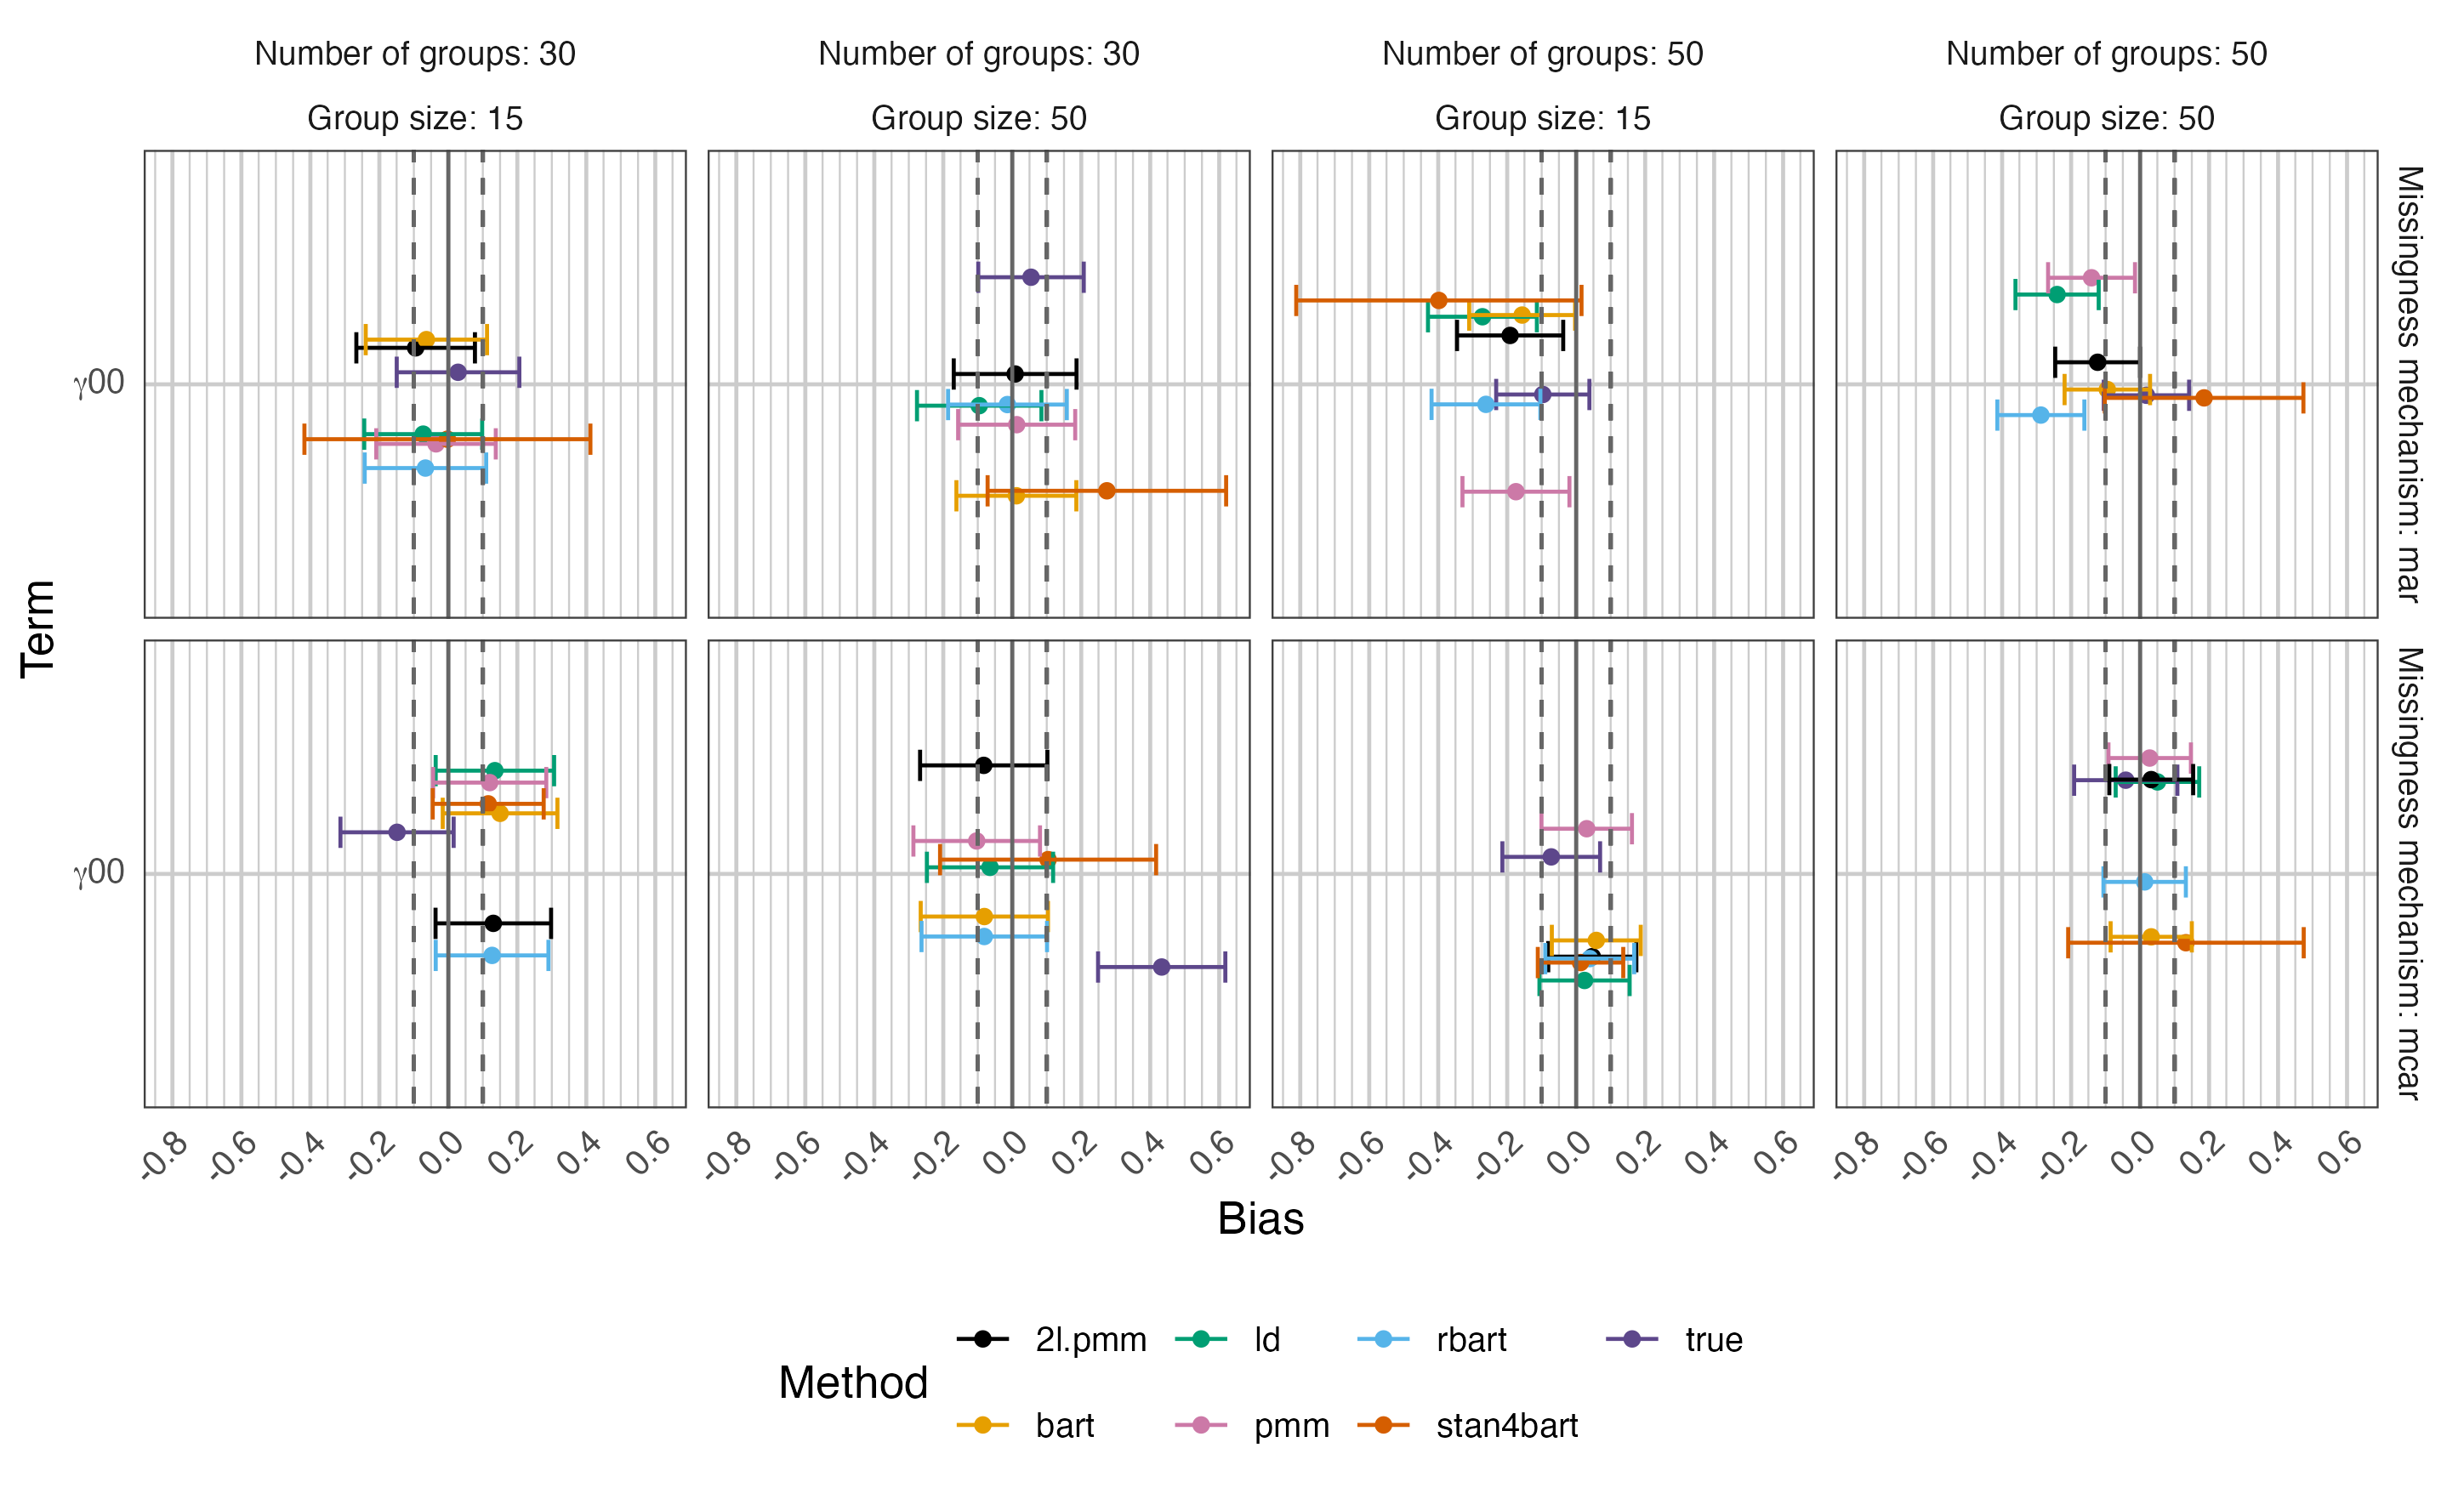 Number of groups: 30
Number of groups: 30
Number of groups: 50
Number of groups: 50
Group size: 15
Group size: 50
Group size: 15
Group size: 50
Missingness mechanism: mar
Missingness mechanism: mcar
Term
γ00
γ00
-0.8 -0.6 -0.4 -0.2 0.0 0.2 0.4 0.6
-0.8 -0.6 -0.4 -0.2 0.0 0.2 0.4 0.6
-0.8 -0.6 -0.4 -0.2 0.0 0.2 0.4 0.6
-0.8 -0.6 -0.4 -0.2 0.0 0.2 0.4 0.6
Bias
Method
2l.pmm ld rbart true
bart pmm stan4bart